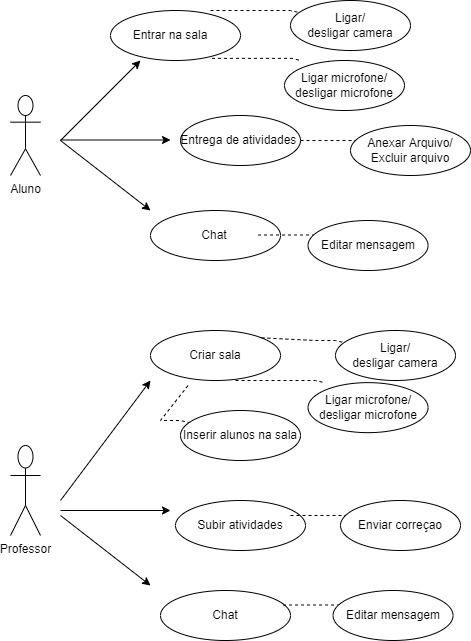 Ligar/
desligar camera
Entrar na sala
Ligar microfone/
desligar microfone
Entrega de atividades
Anexar Arquivo/
Excluir arquivo
Aluno
Chat
Editar mensagem
Criar sala
Ligar/
desligar camera
Ligar microfone/
desligar microfone
Inserir alunos na sala
Subir atividades
Enviar correçao
Professor
Chat
Editar mensagem